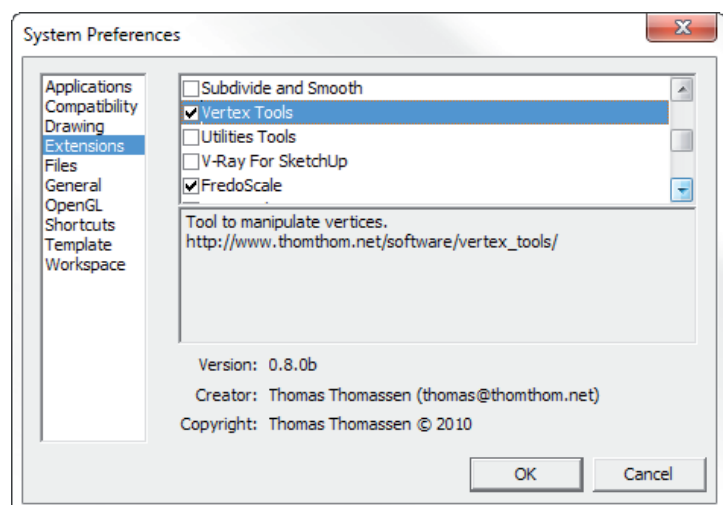 System Preferences
Applications
Compatibility
Drawing
Extensions
Files
General
OpenGL
Shortcuts
Template
Workspace
Subdivide and Smooth
Vertex Tools
Utilities Tools
V-Ray For SketchUp
FredoScale
Tool to manipulate vertices.
http://www.thomthom.net/software/vertex_tools/
Version: 0.8.0b
Creator: Thomas Thomassen (thomas@thomthom.net)
Copyright: Thomas Thomassen © 2010
OK Cancel